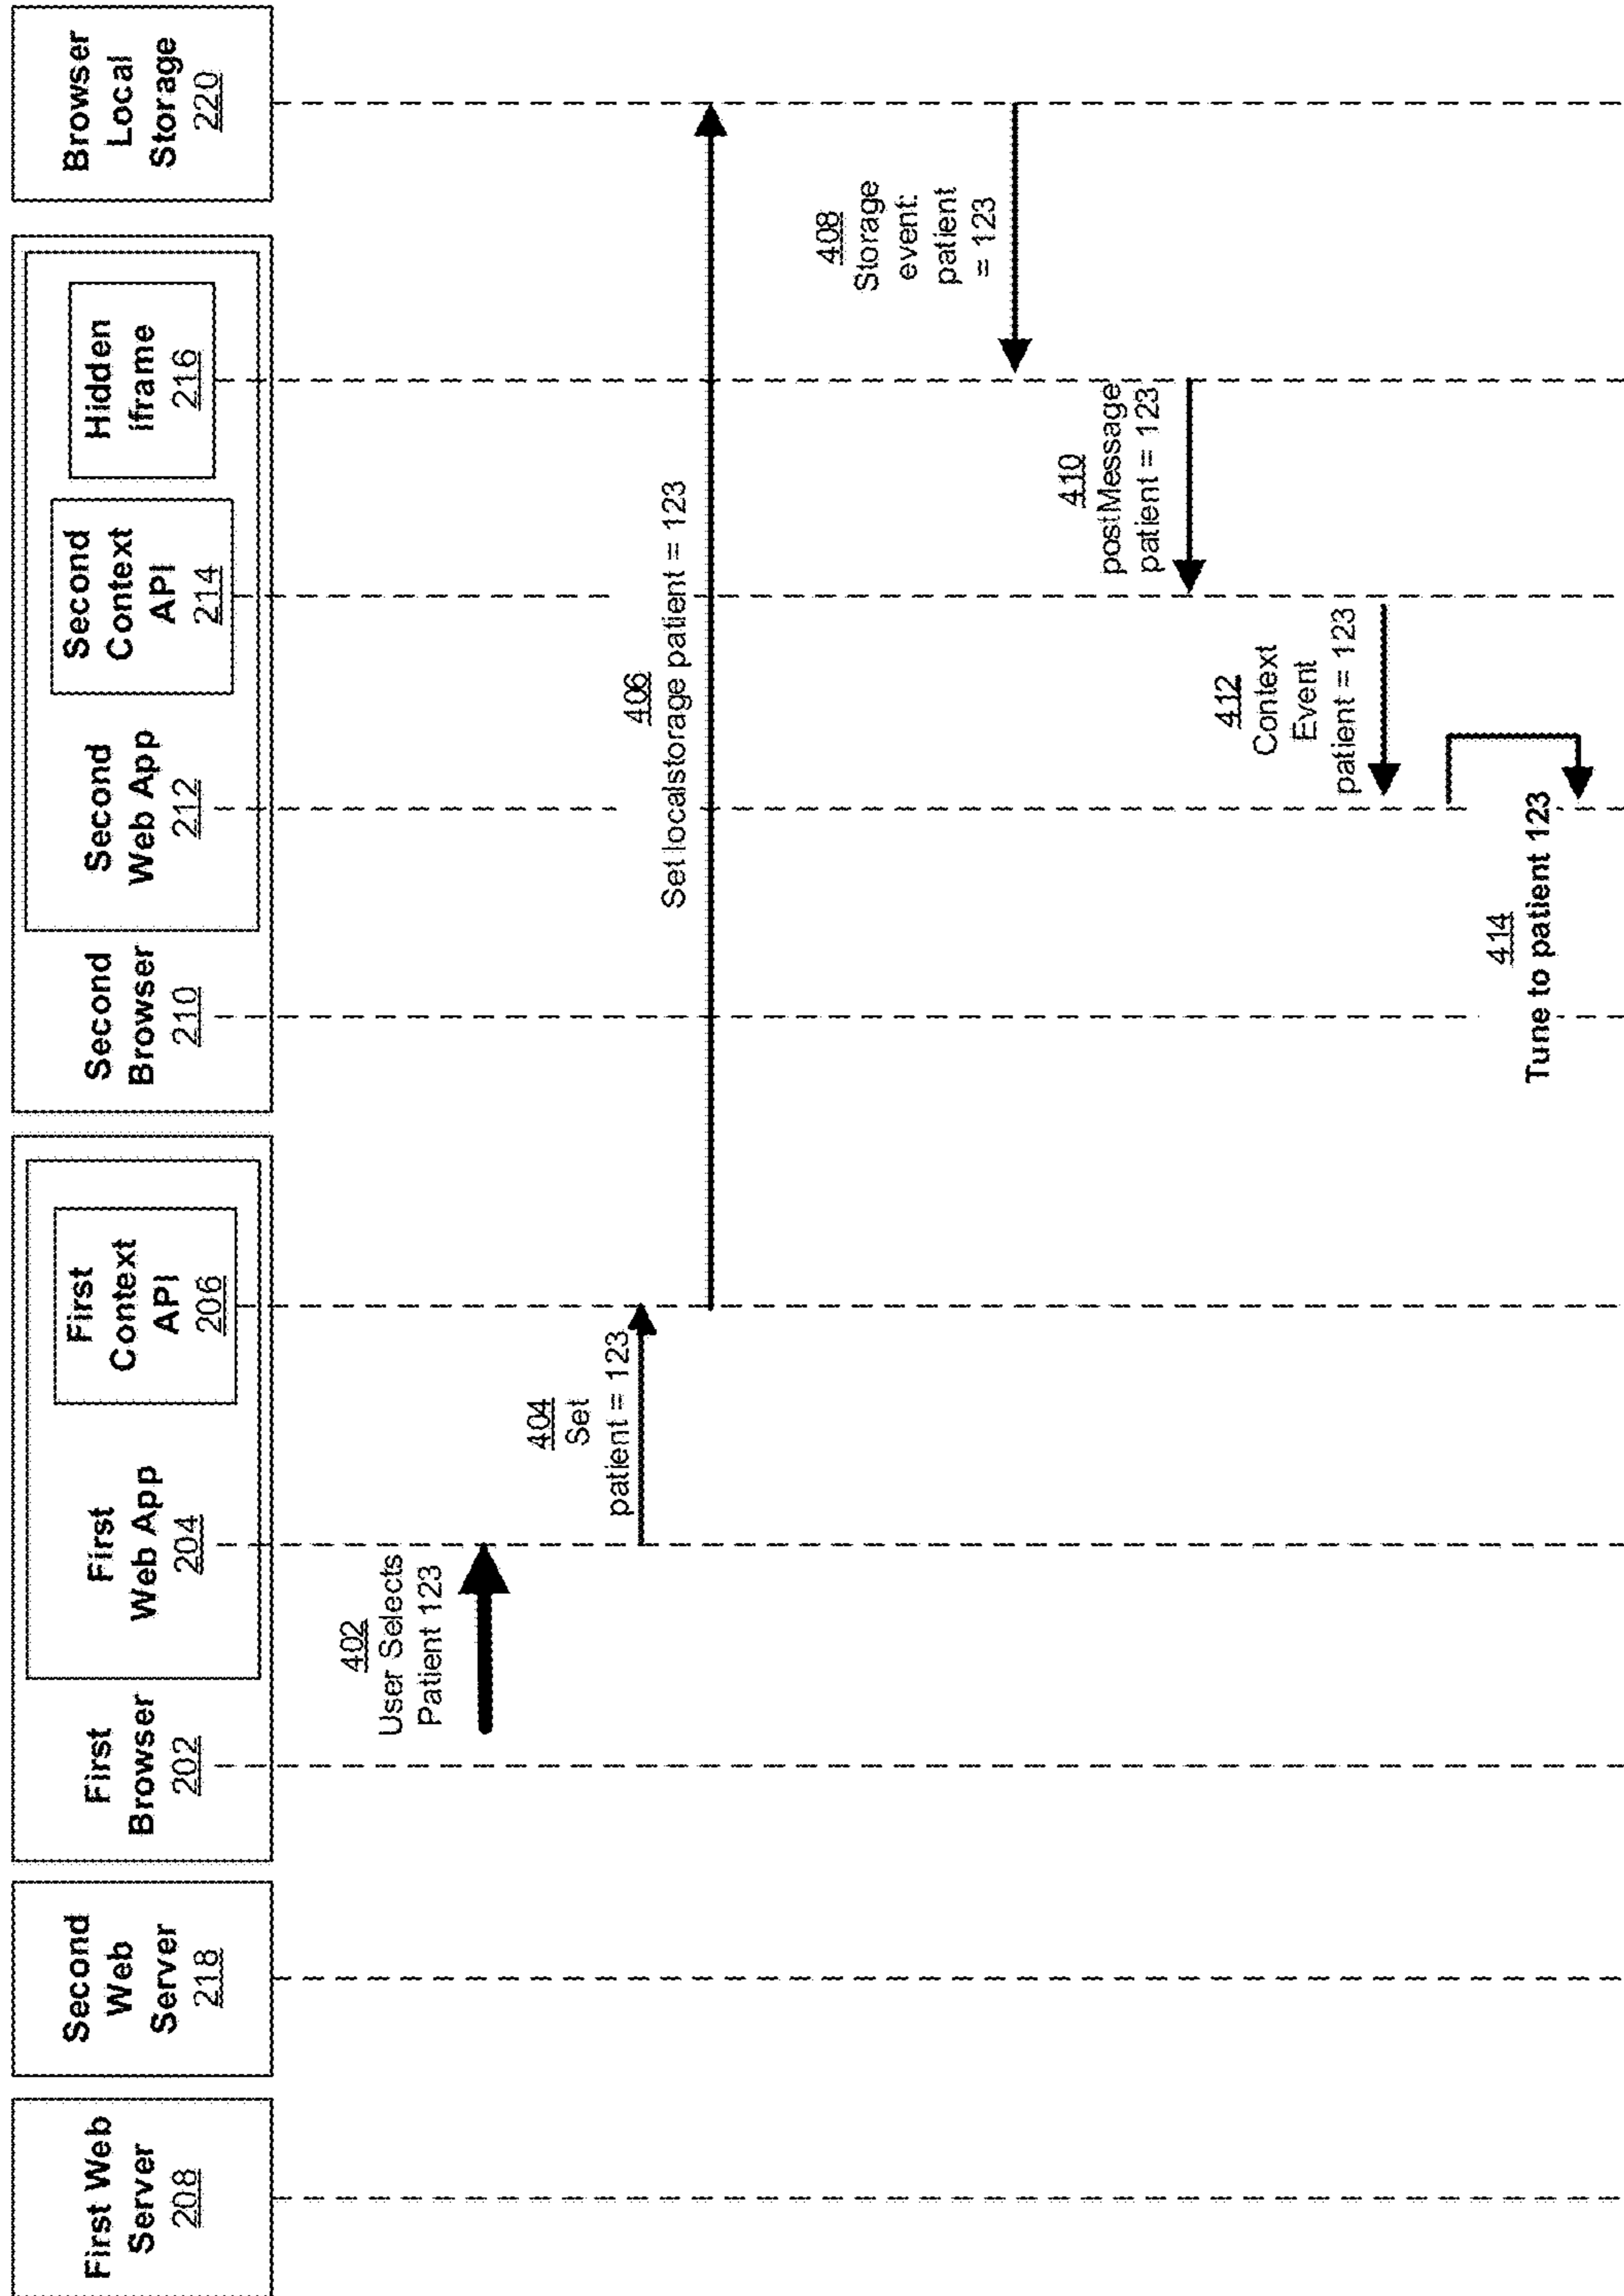 First Web
Server
208
Second
Web
Server
218
First
Browser
202
First
Web App
204
First
Context
API
206
Second
Browser
210
Second
Web App
212
Second
Context
API
214
Hidden
iframe
216
Browser
Local
Storage
220
402
User Selects
Patient 123
404
Set
patient = 123
406
Set localstorage patient = 123
408
Storage
event:
patient
= 123
410
postMessage
patient = 123
412
Context
Event
patient = 123
414
Tune to patient 123